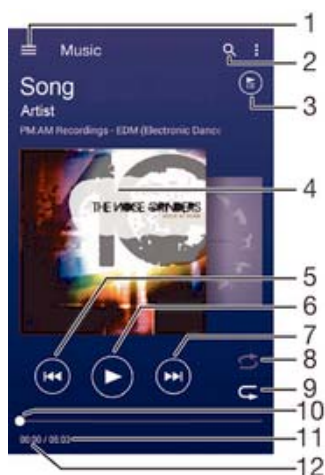 1
Music
2
Song
3
Artist
PM:AM Recordings - EDM (Electronic Danc
THE NOISE GRINDERS
4
5
6
7
8
9
10
00:00 / 05:03
11
12